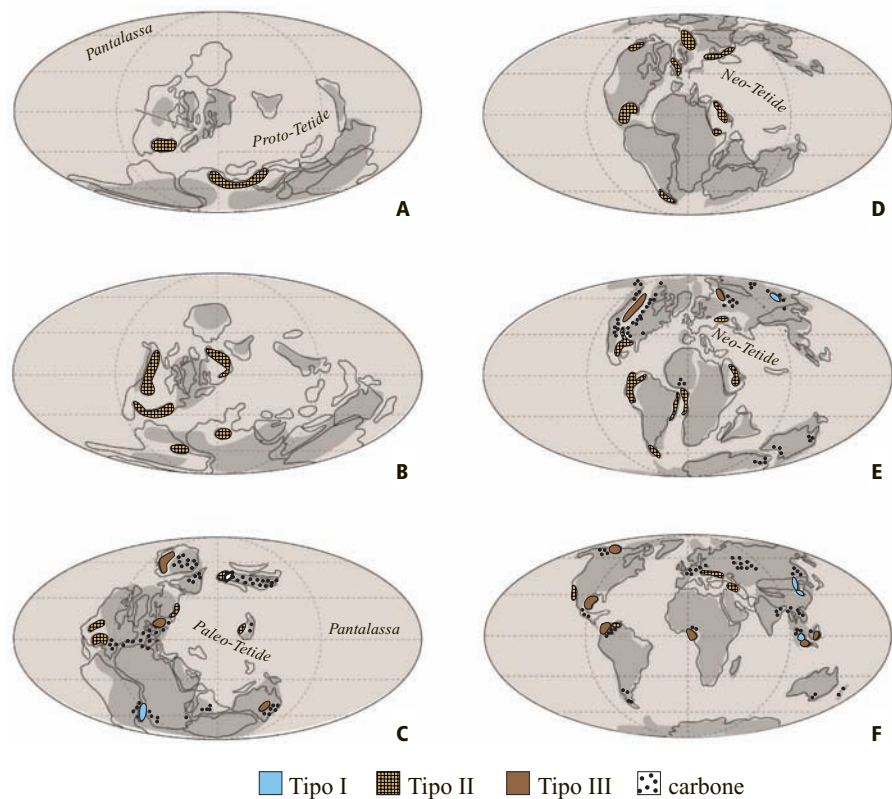 Pantalassa
Proto-Tetide
A
Neo-Tetide
D
B
Neo-Tetide
E
Paleo-Tetide
Pantalassa
C
F
Tipo I Tipo II Tipo III carbone